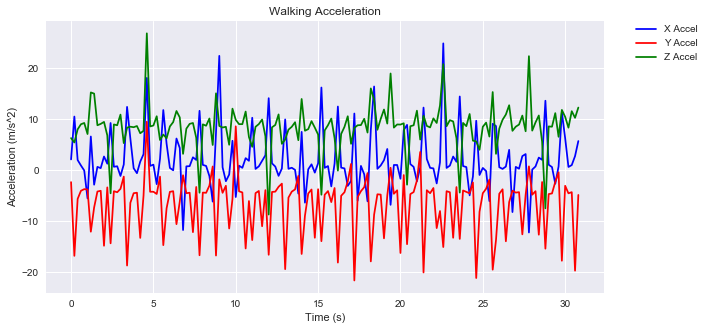 Walking Acceleration
X Accel
Y Accel
Z Accel
Acceleration (m/s^2)
20
10
0
−10
−20
0 5 10 15 20 25 30
Time (s)